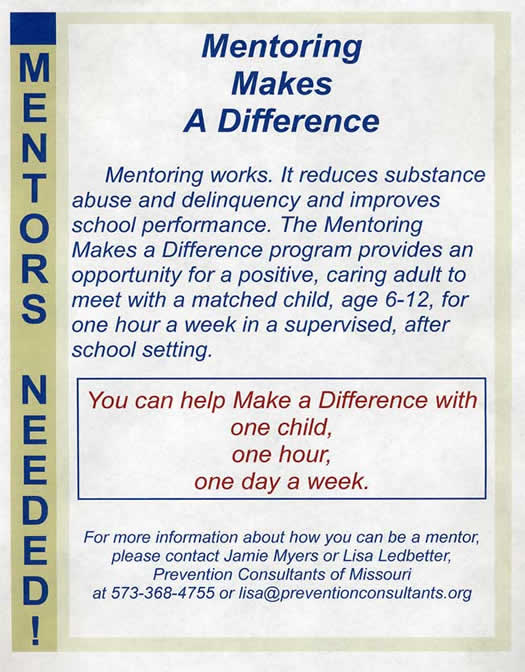 MENTORS NEEDED!
Mentoring
Makes
A Difference
Mentoring works. It reduces substance
abuse and delinquency and improves
school performance. The Mentoring
Makes a Difference program provides an
opportunity for a positive, caring adult to
meet with a matched child, age 6-12, for
one hour a week in a supervised, after
school setting.
You can help Make a Difference with
one child,
one hour,
one day a week.
For more information about how you can be a mentor,
please contact Jamie Myers or Lisa Ledbetter,
Prevention Consultants of Missouri
at 573-368-4755 or lisa@preventionconsultants.org